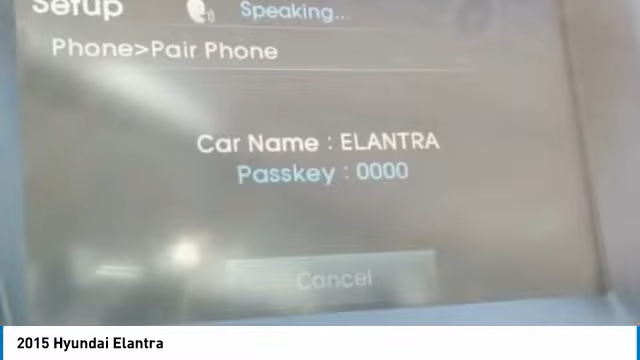 Setup
Speaking...
Phone>Pair Phone
Car Name : ELANTRA
Passkey : 0000
Cancel
2015 Hyundai Elantra